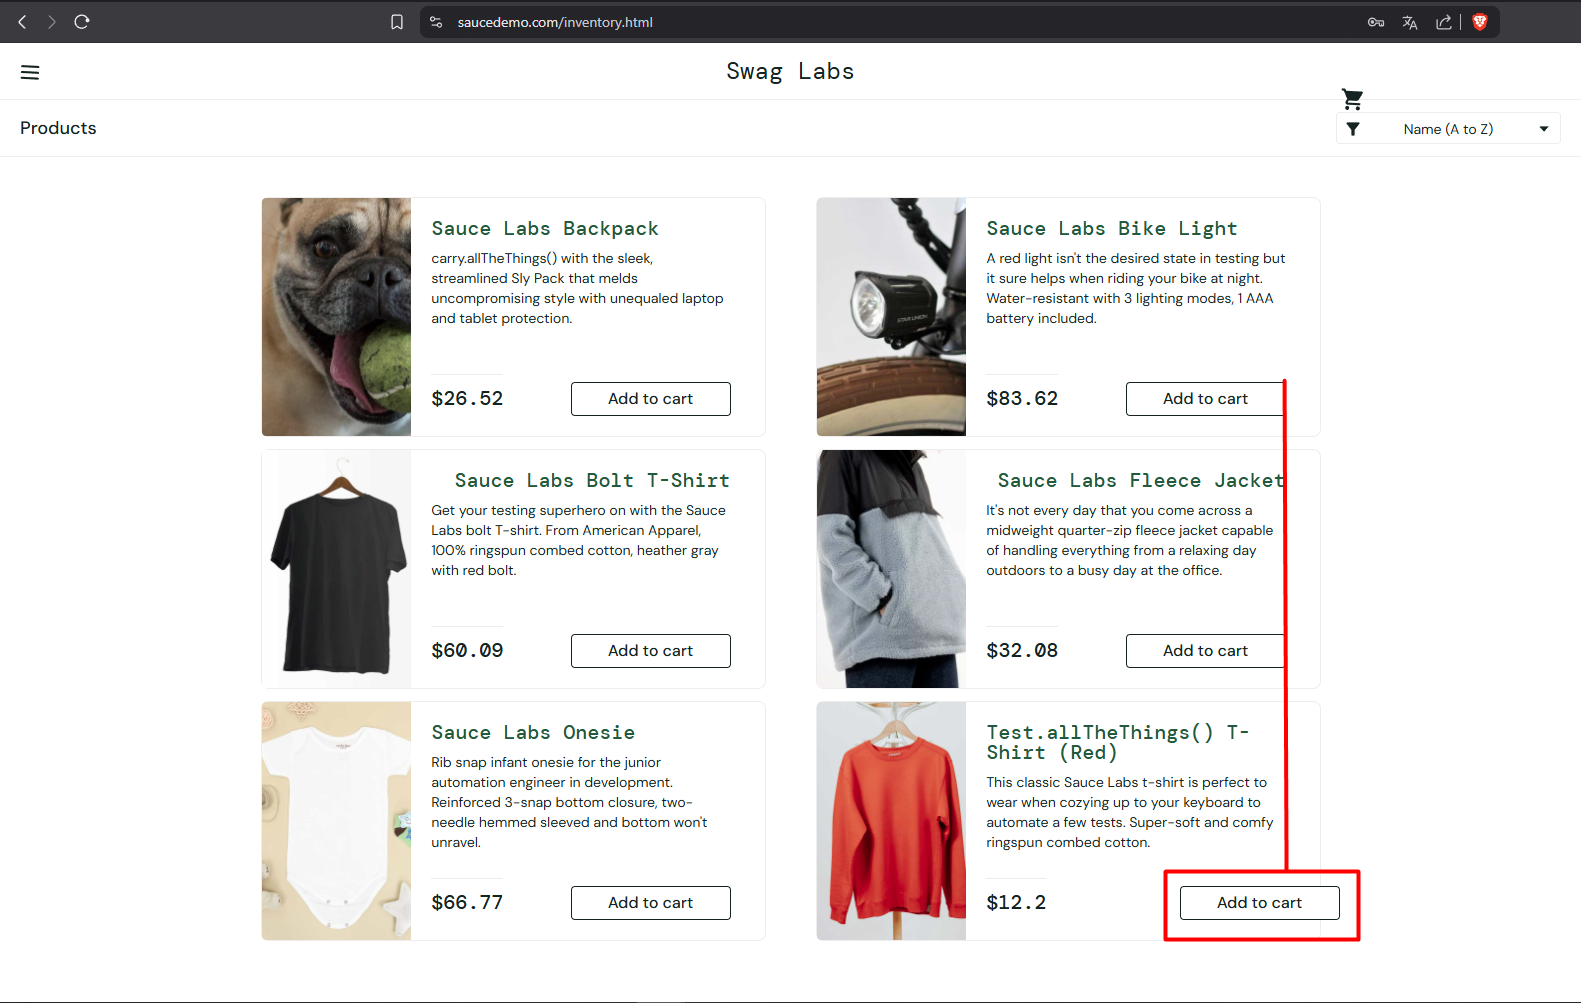 saucedemo.com/inventory.html
Swag Labs
Products
Name (A to Z)
Sauce Labs Backpack
carry.allTheThings() with the sleek,
streamlined Sly Pack that melds
uncompromising style with unequaled laptop
and tablet protection.
$26.52
Add to cart
Sauce Labs Bike Light
A red light isn't the desired state in testing but
it sure helps when riding your bike at night.
Water-resistant with 3 lighting modes, 1 AAA
battery included.
$83.62
Add to cart
Sauce Labs Bolt T-Shirt
Get your testing superhero on with the Sauce
Labs bolt T-shirt. From American Apparel,
100% ringspun combed cotton, heather gray
with red bolt.
$60.09
Add to cart
Sauce Labs Fleece Jacket
It's not every day that you come across a
midweight quarter-zip fleece jacket capable
of handling everything from a relaxing day
outdoors to a busy day at the office.
$32.08
Add to cart
Sauce Labs Onesie
Rib snap infant onesie for the junior
automation engineer in development.
Reinforced 3-snap bottom closure, two-
needle hemmed sleeved and bottom won't
unravel.
$66.77
Add to cart
Test.allTheThings() T-
Shirt (Red)
This classic Sauce Labs t-shirt is perfect to
wear when cozying up to your keyboard to
automate a few tests. Super-soft and comfy
ringspun combed cotton.
$12.2
Add to cart